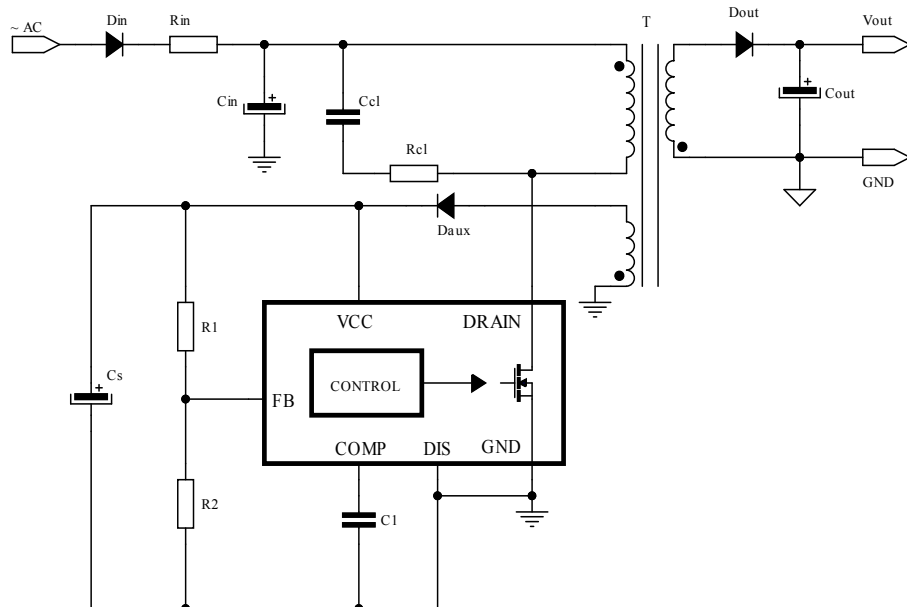 ~ AC
Din
Rin
T
Dout
Vout
Cin
+
Ccl
+
Cout
Rcl
GND
Daux
R1
VCC
DRAIN
Cs
+
CONTROL
FB
COMP
DIS
GND
R2
C1